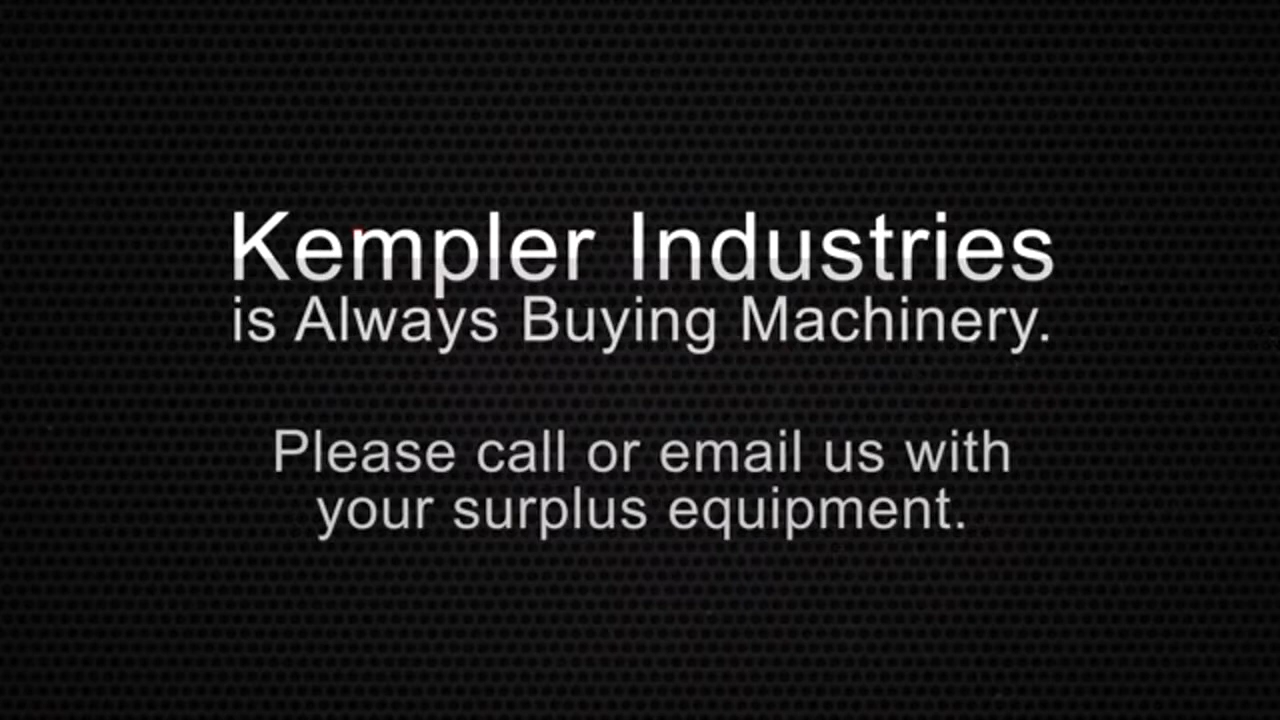 Kempler Industries
is Always Buying Machinery.
Please call or email us with
your surplus equipment.